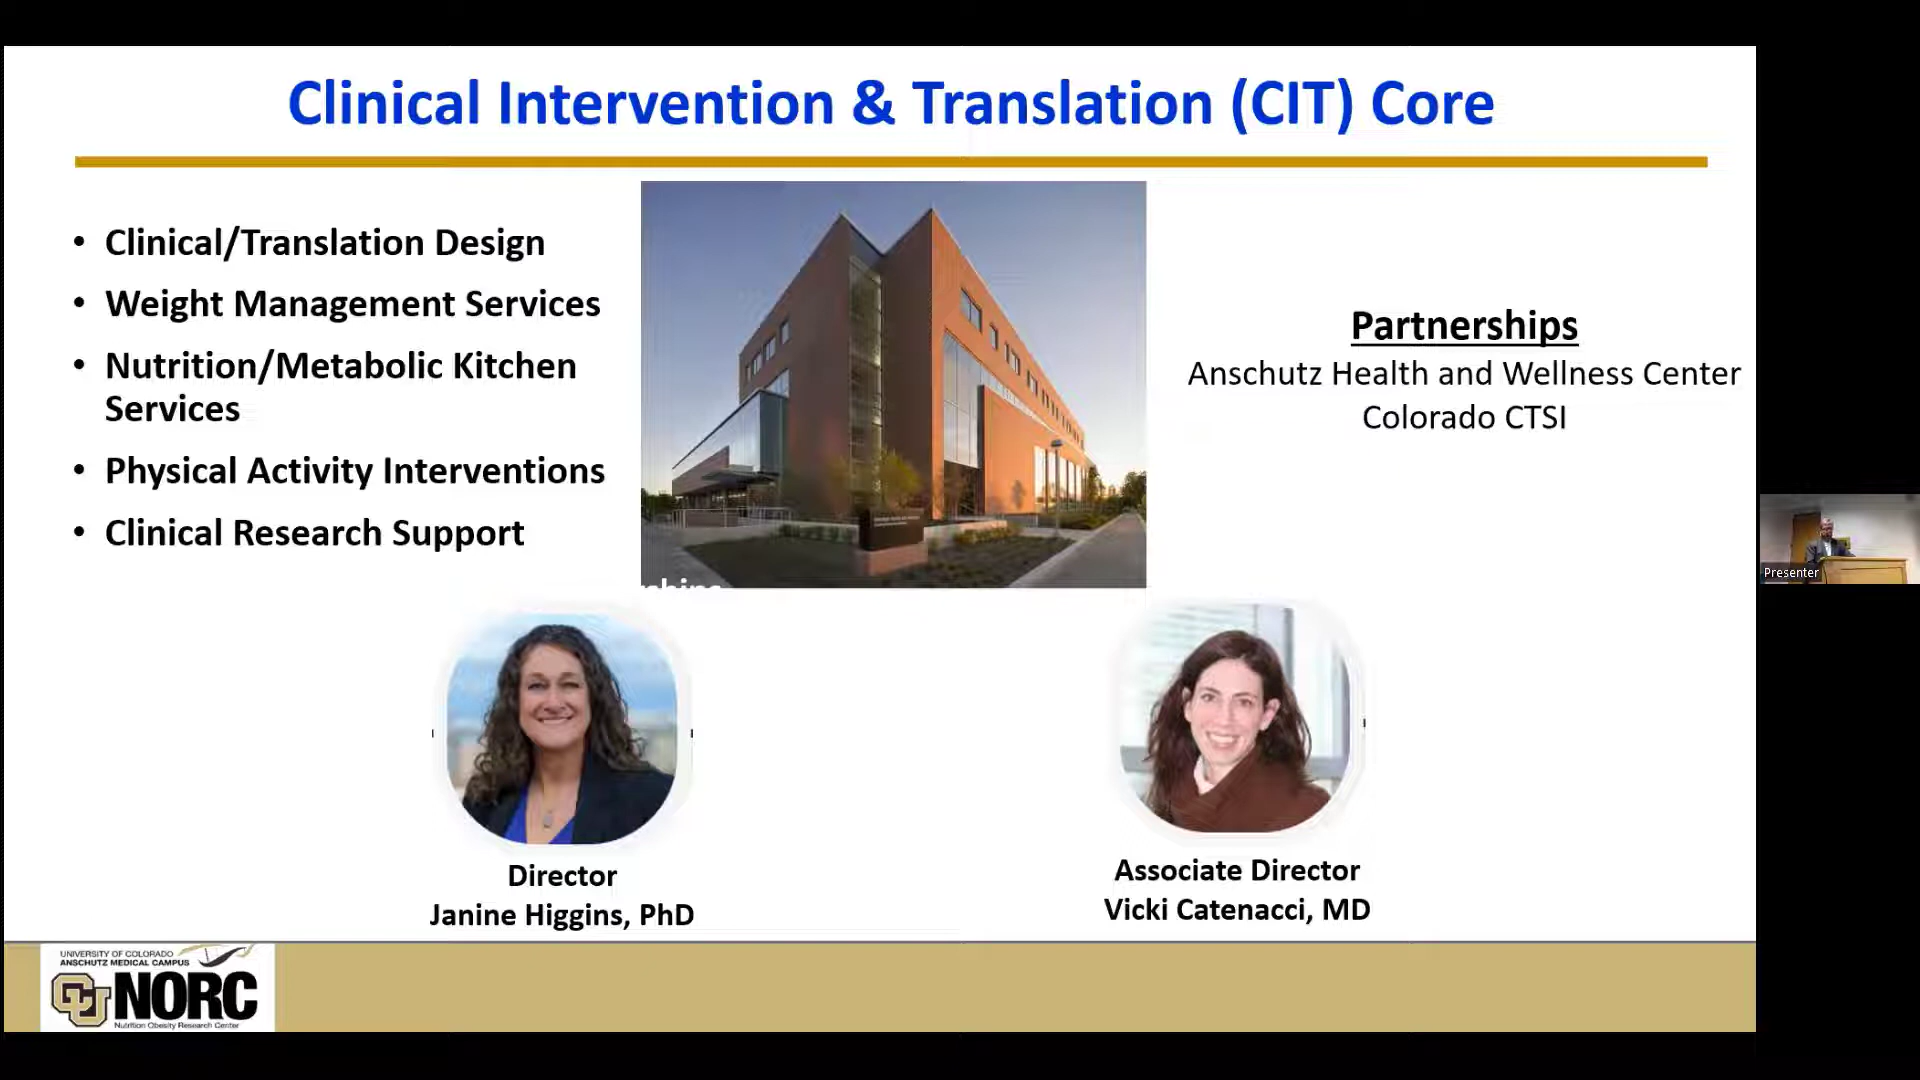 Clinical Intervention & Translation (CIT) Core
• Clinical/Translation Design
• Weight Management Services
• Nutrition/Metabolic Kitchen
Services
• Physical Activity Interventions
• Clinical Research Support
Partnerships
Anschutz Health and Wellness Center
Colorado CTSI
Presenter
Director
Janine Higgins, PhD
Associate Director
Vicki Catenacci, MD
UNIVERSITY OF COLORADO
ANSCHUTZ MEDICAL CAMPUS
CU NORC
Nutrition Obesity Research Center